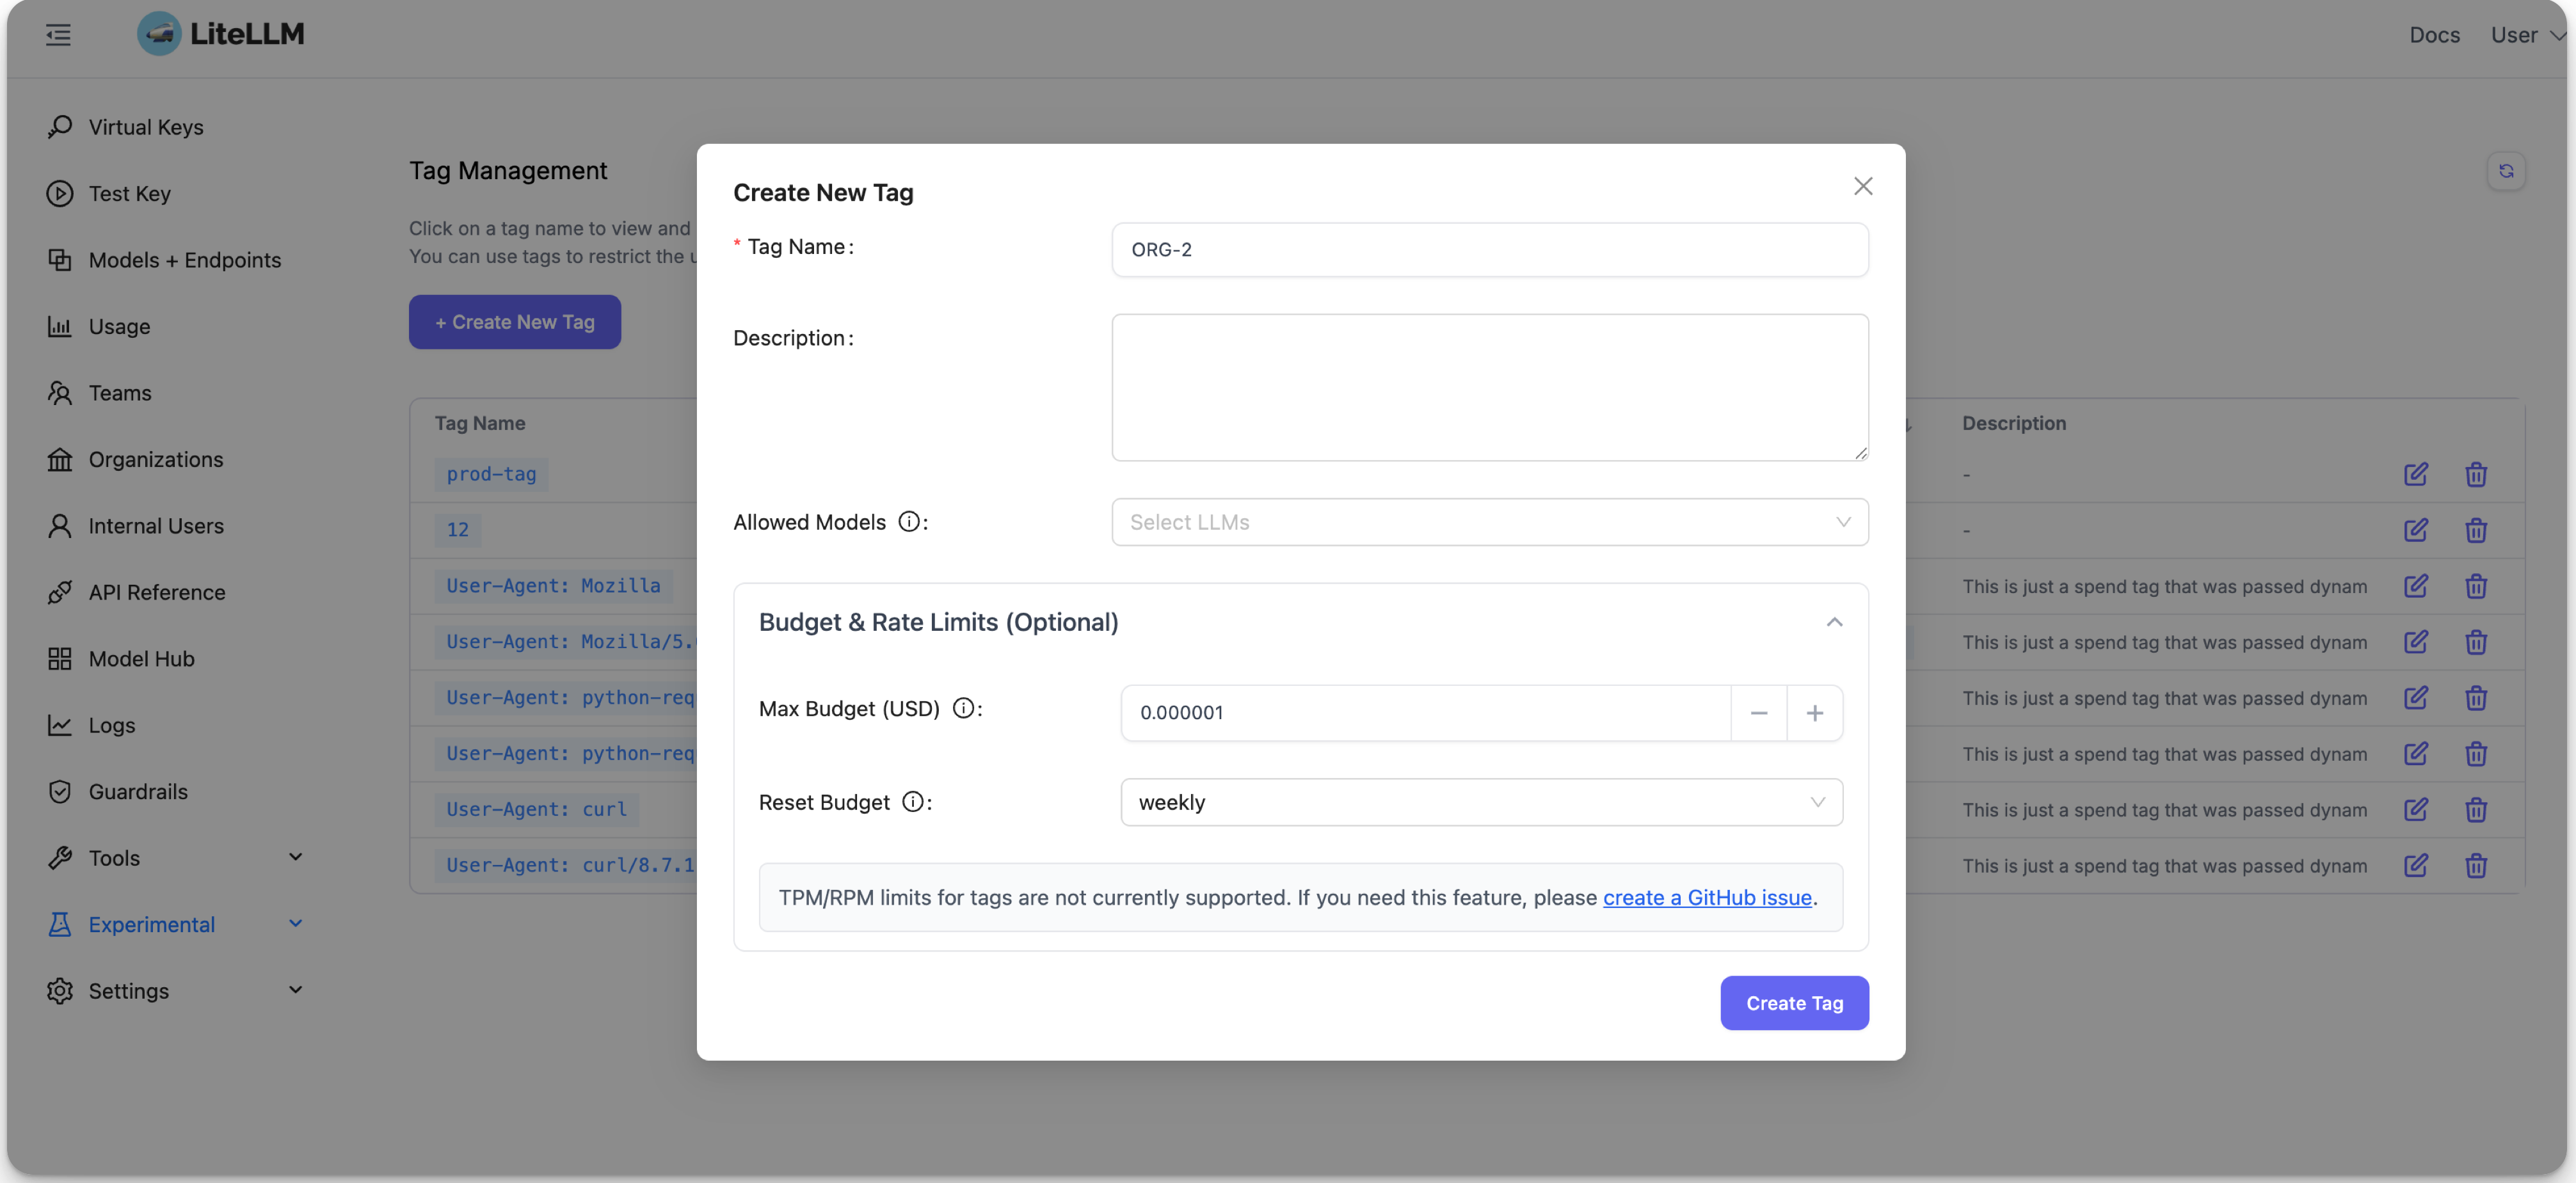 LiteLLM
Docs
User
Virtual Keys
Test Key
Models + Endpoints
Usage
Teams
Organizations
Internal Users
API Reference
Model Hub
Logs
Guardrails
Tools
Experimental
Settings
Tag Management
Click on a tag name to view and
You can use tags to restrict the
+ Create New Tag
Tag Name
Description
prod-tag
-
12
-
User-Agent: Mozilla
This is just a spend tag that was passed dynam
User-Agent: Mozilla/5.
This is just a spend tag that was passed dynam
User-Agent: python-req
This is just a spend tag that was passed dynam
User-Agent: python-req
This is just a spend tag that was passed dynam
User-Agent: curl
This is just a spend tag that was passed dynam
User-Agent: curl/8.7.1
This is just a spend tag that was passed dynam
Create New Tag
* Tag Name:
ORG-2
Description:
Allowed Models :
Select LLMs
Budget & Rate Limits (Optional)
Max Budget (USD) :
0.000001
Reset Budget :
weekly
TPM/RPM limits for tags are not currently supported. If you need this feature, please create a GitHub issue.
Create Tag